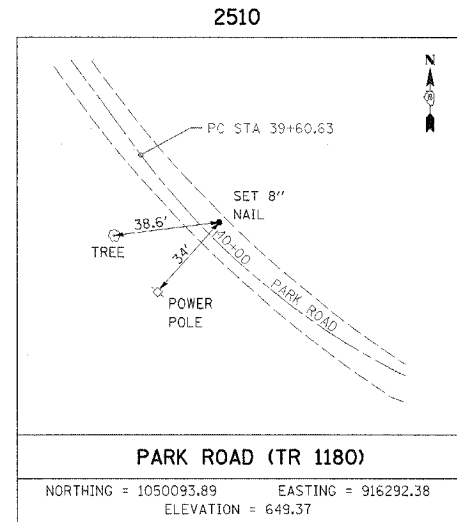 2510
N
PC STA 39+60.63
SET 8"
NAIL
38.6'
TREE
34'
40+00
PARK ROAD
POWER
POLE
PARK ROAD (TR 1180)
NORTHING = 1050093.89 EASTING = 916292.38
ELEVATION = 649.37